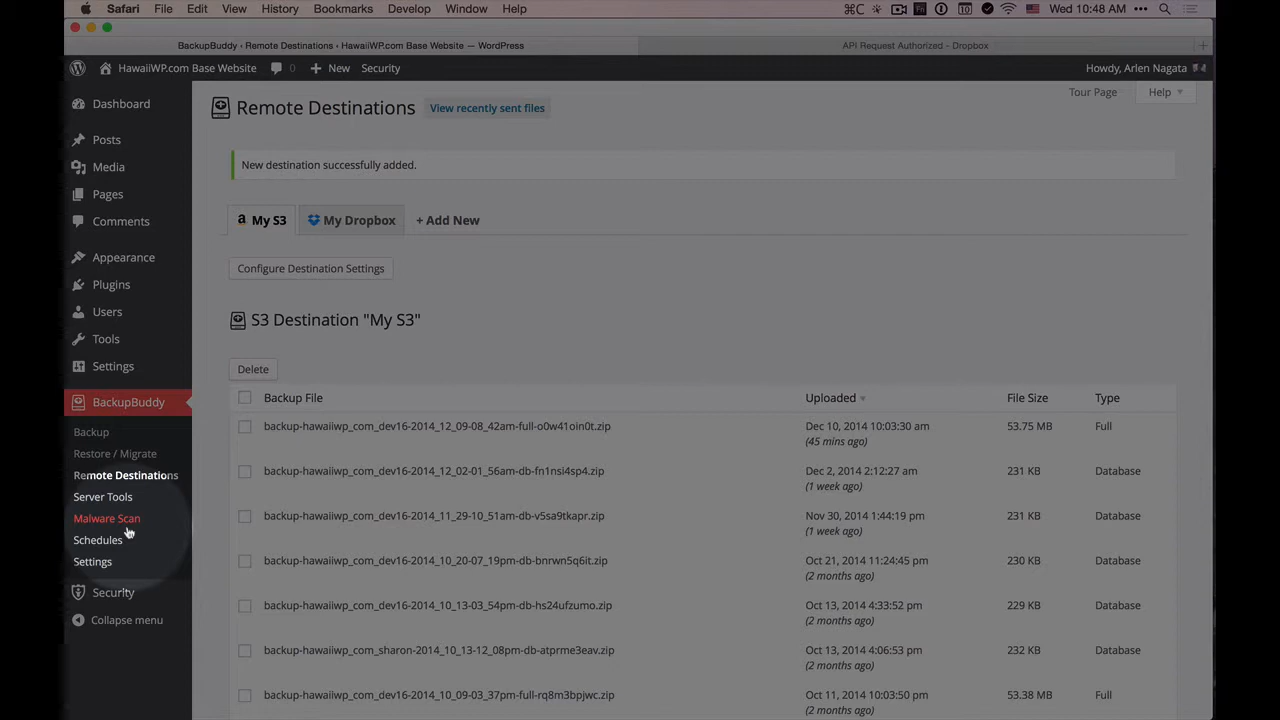 Safari File Edit View History Bookmarks Develop Window Help Wed 10:48 AM
BackupBuddy ‹ Remote Destinations ‹ HawaiiWP.com Base Website — WordPress
API Request Authorized - Dropbox
HawaiiWP.com Base Website 0 + New Security Howdy, Arlen Nagata
Dashboard
Posts
Media
Pages
Comments
Appearance
Plugins
Users
Tools
Settings
BackupBuddy
Backup
Restore / Migrate
Remote Destinations
Server Tools
Malware Scan
Schedules
Settings
Security
Collapse menu
Tour Page Help
Remote Destinations View recently sent files
New destination successfully added.
My S3 My Dropbox + Add New
Configure Destination Settings
S3 Destination "My S3"
Delete
Backup File Uploaded File Size Type
backup-hawaiiwp_com_dev16-2014_12_09-08_42am-full-o0w41oin0t.zip Dec 10, 2014 10:03:30 am 53.75 MB Full
(45 mins ago)
backup-hawaiiwp_com_dev16-2014_12_02-01_56am-db-fn1nsi4sp4.zip Dec 2, 2014 2:12:27 am 231 KB Database
(1 week ago)
backup-hawaiiwp_com_dev16-2014_11_29-10_51am-db-v5sa9tkapr.zip Nov 30, 2014 1:44:19 pm 231 KB Database
(1 week ago)
backup-hawaiiwp_com_dev16-2014_10_20-07_19pm-db-bnrwn5q6it.zip Oct 21, 2014 11:24:45 pm 230 KB Database
(2 months ago)
backup-hawaiiwp_com_dev16-2014_10_13-03_54pm-db-hs24ufzumo.zip Oct 13, 2014 4:33:52 pm 229 KB Database
(2 months ago)
backup-hawaiiwp_com_sharon-2014_10_13-12_08pm-db-atprme3eav.zip Oct 13, 2014 4:06:53 pm 232 KB Database
(2 months ago)
backup-hawaiiwp_com_dev16-2014_10_09-03_37pm-full-rq8m3bpjwc.zip Oct 11, 2014 10:03:50 pm 53.38 MB Full
(2 months ago)